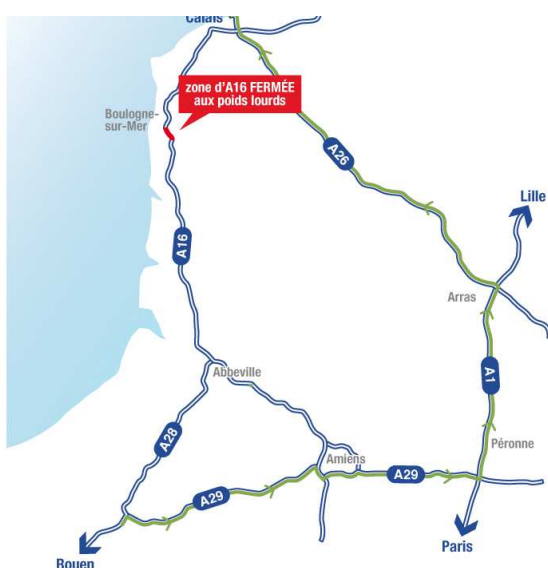 Calais
zone d'A16 FERMÉE
aux poids lourds
Boulogne-
sur-Mer
A26
Lille
A16
Arras
Abbeville
A1
A28
Péronne
Amiens
A29
A29
Paris
Rouen